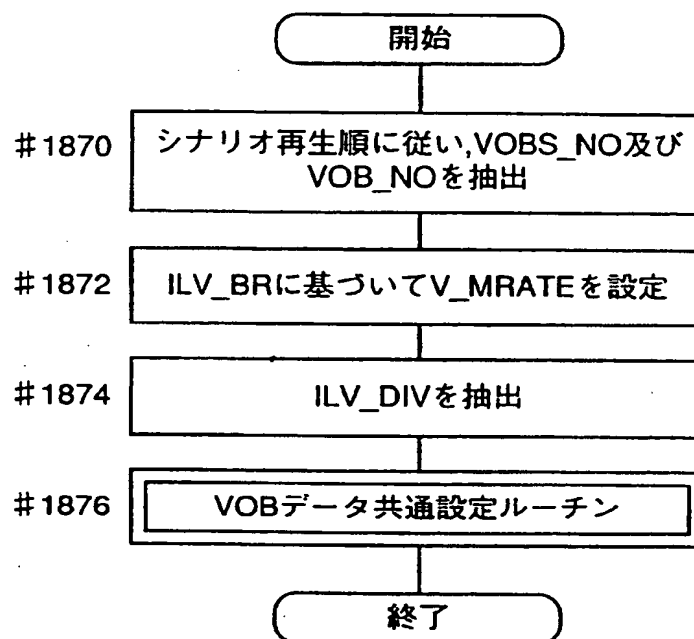 開始
#1870
シナリオ再生順に従い,VOBS_NO及び
VOB_NOを抽出
#1872
ILV_BRに基づいてV_MRATEを設定
#1874
ILV_DIVを抽出
#1876
VOBデータ共通設定ルーチン
終了